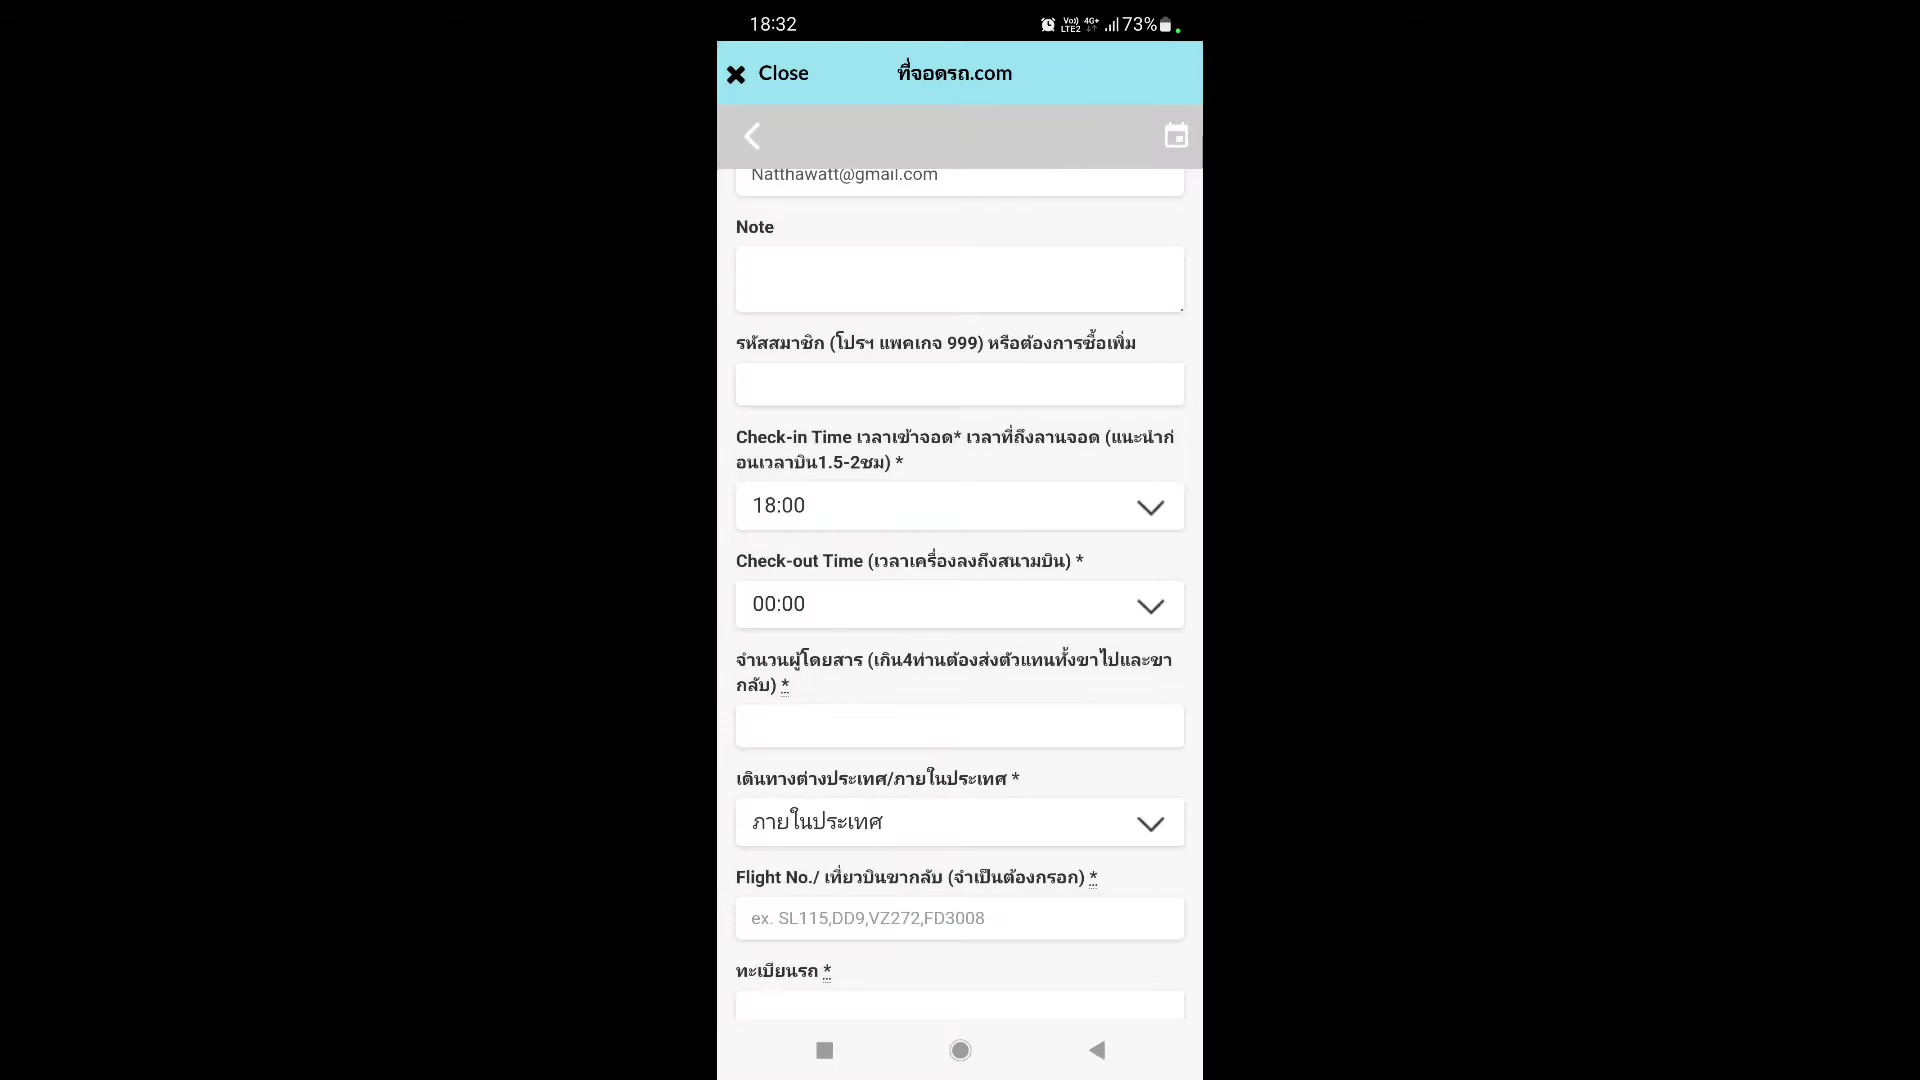 18:32
Vo)) 4G+
LTE2
73%
Close
ที่จอดรถ.com
Natthawatt@gmail.com
Note
รหัสสมาชิก (โปรฯ แพคเกจ 999) หรือต้องการซื้อเพิ่ม
Check-in Time เวลาเข้าจอด* เวลาที่ถึงลานจอด (แนะนำก่
อนเวลาบิน1.5-2ชม) *
18:00
Check-out Time (เวลาเครื่องลงถึงสนามบิน) *
00:00
จำนวนผู้โดยสาร (เกิน4ท่านต้องส่งตัวแทนทั้งขาไปและขา
กลับ) *
เดินทางต่างประเทศ/ภายในประเทศ *
ภายในประเทศ
Flight No./ เที่ยวบินขากลับ (จำเป็นต้องกรอก) *
ex. SL115,DD9,VZ272,FD3008
ทะเบียนรถ *